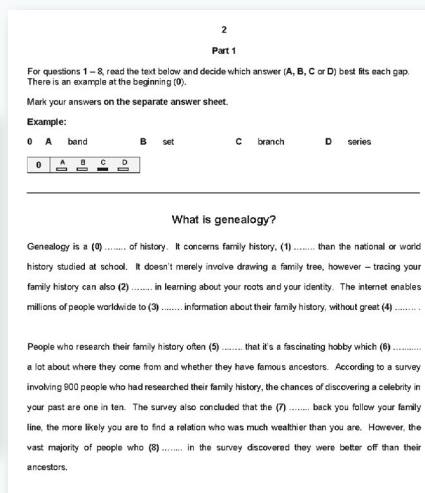 2
Part 1
For questions 1 – 8, read the text below and decide which answer (A, B, C or D) best fits each gap.
There is an example at the beginning (0).
Mark your answers on the separate answer sheet.
Example:
0 A band B set C branch D series
0 A B C D
What is genealogy?
Genealogy is a (0) ........ of history. It concerns family history, (1) ........ than the national or world
history studied at school. It doesn't merely involve drawing a family tree, however – tracing your
family history can also (2) ........ in learning about your roots and your identity. The internet enables
millions of people worldwide to (3) ........ information about their family history, without great (4) ........ .
People who research their family history often (5) ........ that it's a fascinating hobby which (6) ............
a lot about where they come from and whether they have famous ancestors. According to a survey
involving 900 people who had researched their family history, the chances of discovering a celebrity in
your past are one in ten. The survey also concluded that the (7) ........ back you follow your family
line, the more likely you are to find a relation who was much wealthier than you are. However, the
vast majority of people who (8) ........ in the survey discovered they were better off than their
ancestors.